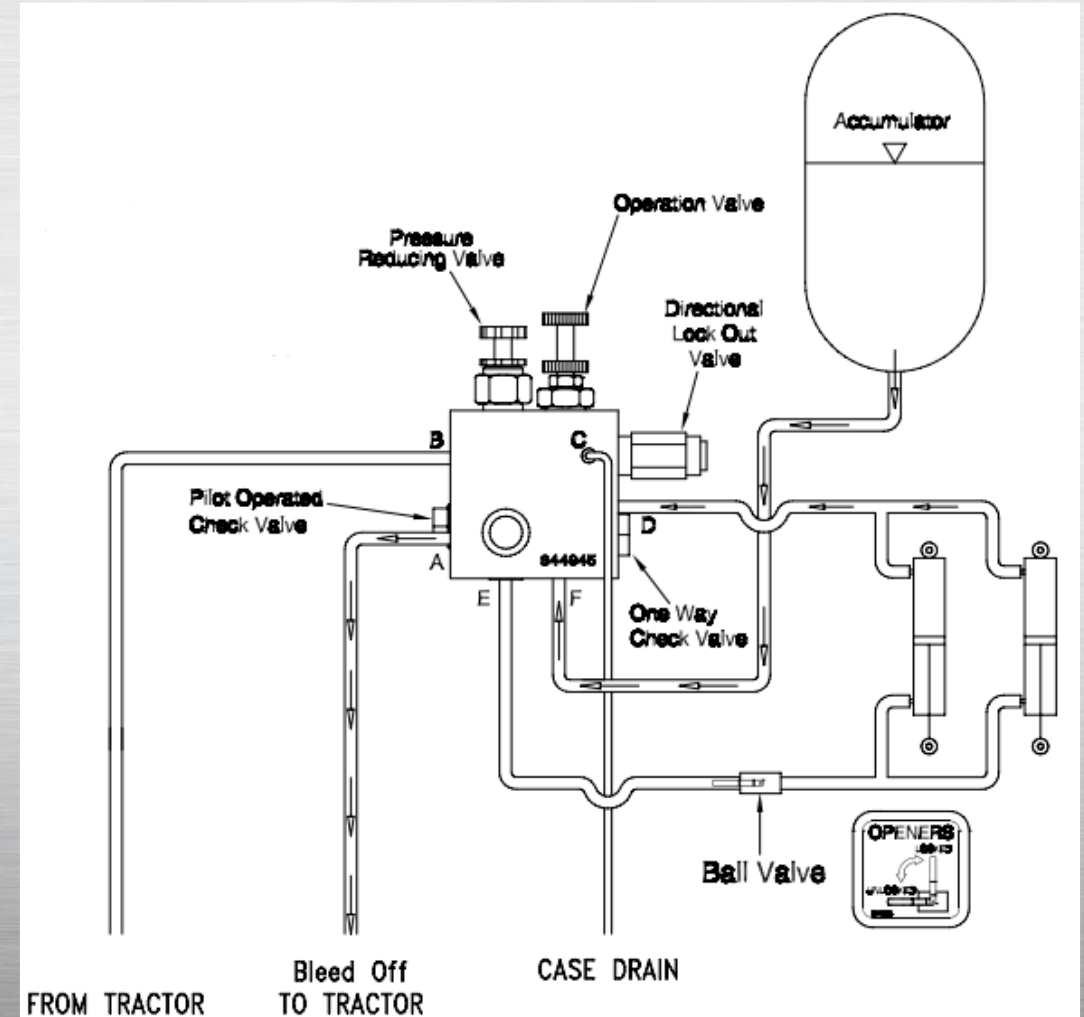 Accumulator
Operation Valve
Pressure
Reducing Valve
Directional
Lock Out
Valve
B
C
Pilot Operated
Check Valve
D
A
S44945
E
F
One Way
Check Valve
OPENERS
Ball Valve
Bleed Off
CASE DRAIN
FROM TRACTOR
TO TRACTOR